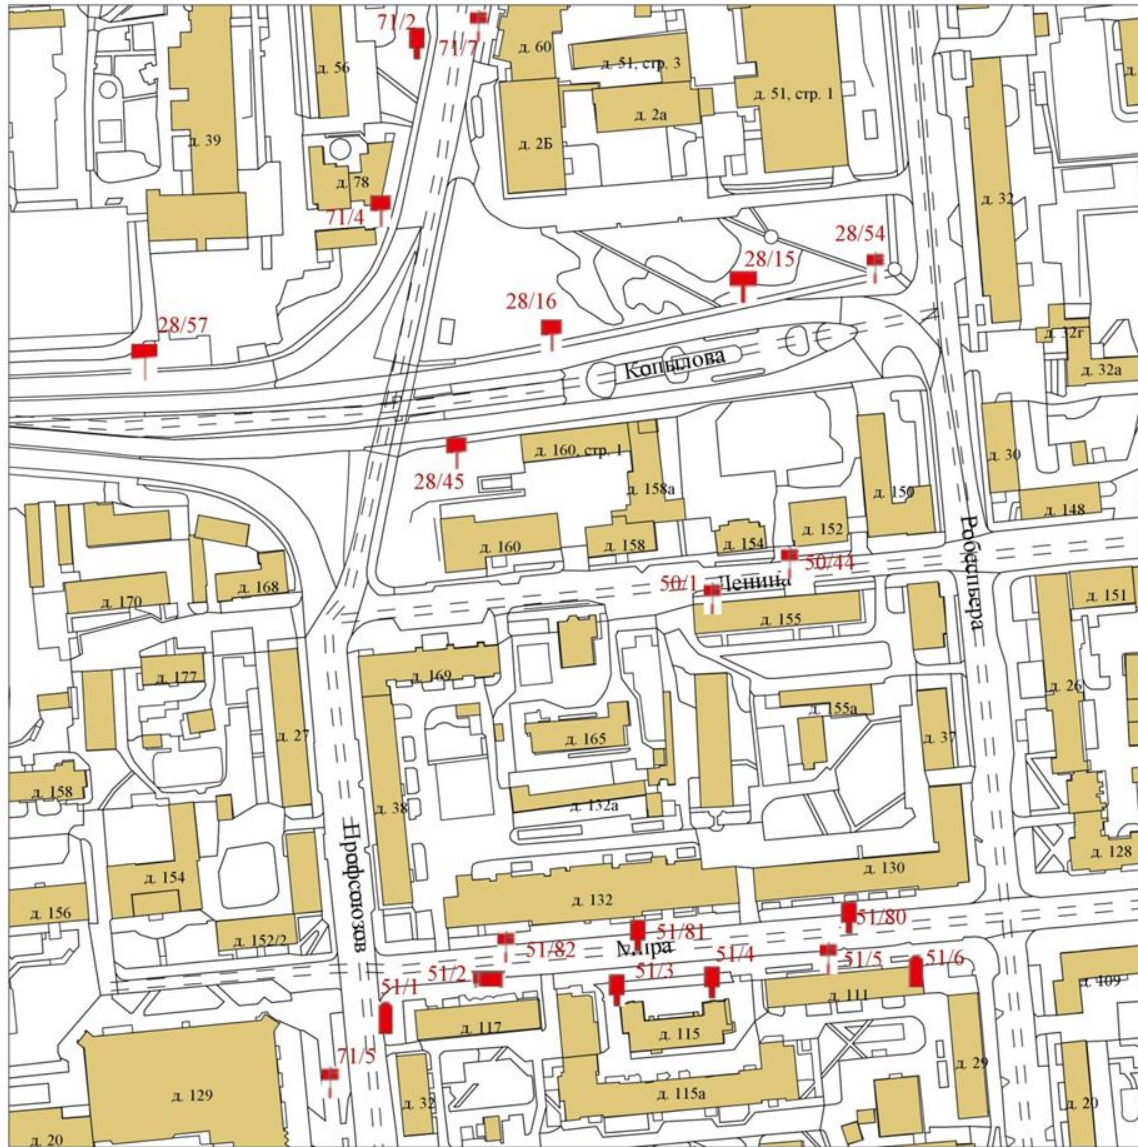 71/2
71/7
д. 60
д. 51, стр. 3
д. 56
д. 51, стр. 1
д. 2а
д. 39
д. 2Б
д. 78
д. 32
71/4
28/54
28/15
28/16
28/57
д. 32г
Копылова
д. 32а
д. 160, стр. 1
д. 30
28/45
д. 158а
д. 150
д. 148
д. 152
д. 160
д. 158
д. 154
50/44
Робеспьера
д. 168
50/1
Ленина
д. 170
д. 151
д. 155
д. 177
д. 169
д. 26
д. 155а
д. 27
д. 165
д. 37
д. 158
д. 38
д. 132а
Профсоюзов
д. 128
д. 130
д. 154
д. 132
д. 156
51/80
51/81
д. 152/2
51/82
Мира
51/4
51/5
51/6
51/2
51/3
51/1
д. 111
д. 109
д. 117
д. 115
71/5
д. 29
д. 129
д. 115а
д. 32
д. 20
д. 20